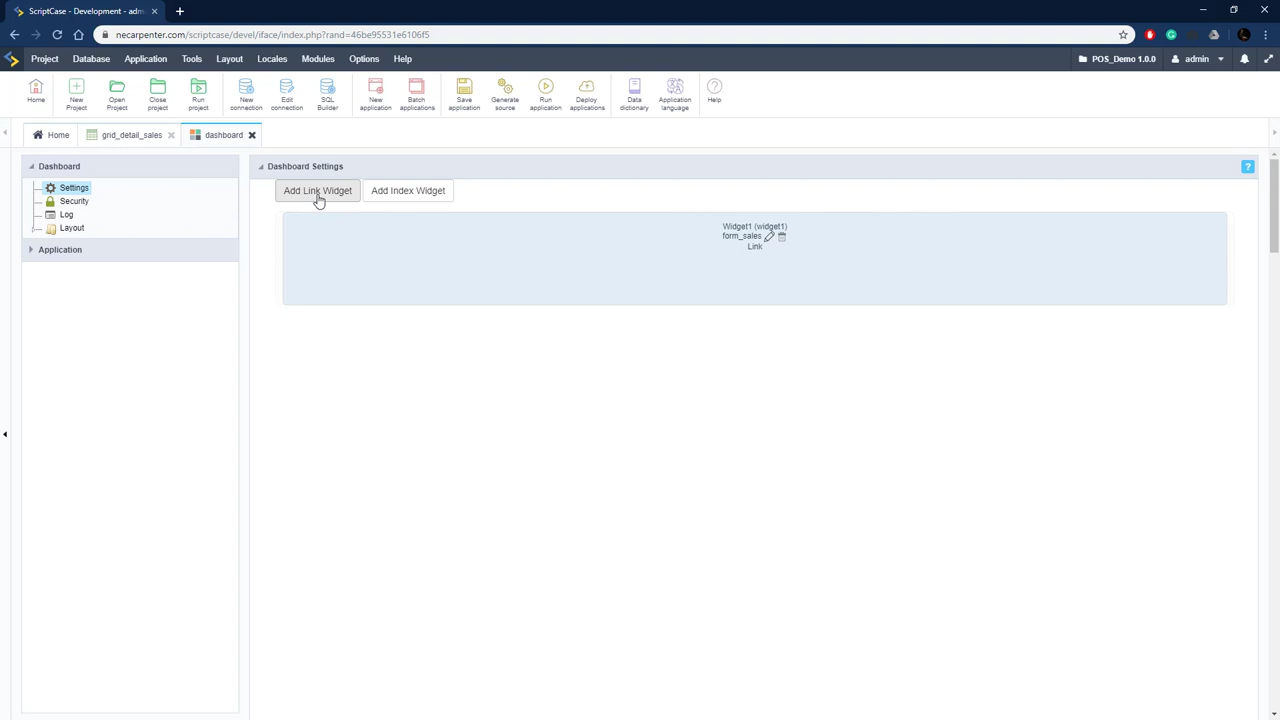 ScriptCase - Development - adm
necarpenter.com/scriptcase/devel/iface/index.php?rand=46be95531e6106f5
Project Database Application Tools Layout Locales Modules Options Help
POS_Demo 1.0.0 admin
Home
New Project
Open Project
Close project
Run project
New connection
Edit connection
SQL Builder
New application
Batch applications
Save application
Generate source
Run application
Deploy applications
Data dictionary
Application language
Help
Home grid_detail_sales dashboard
Dashboard
Settings
Security
Log
Layout
Application
Dashboard Settings
?
Add Link Widget Add Index Widget
Widget1 (widget1)
form_sales
Link